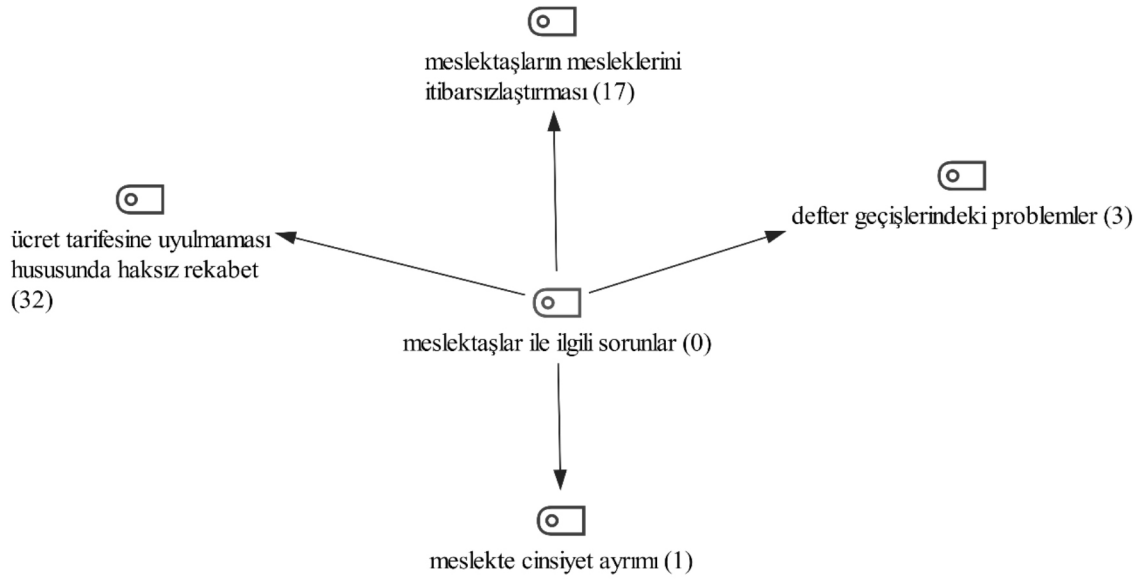 meslektaşların mesleklerini
itibarsızlaştırması (17)
defter geçişlerindeki problemler (3)
ücret tarifesine uyulmaması
hususunda haksız rekabet
(32)
meslektaşlar ile ilgili sorunlar (0)
meslekte cinsiyet ayrımı (1)